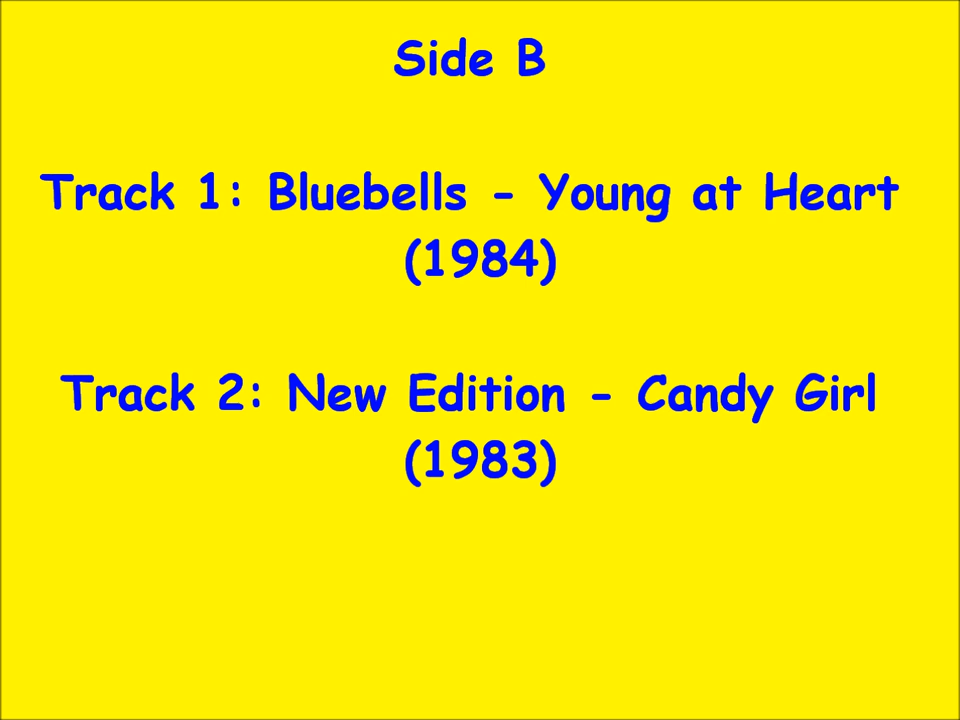 Side B
Track 1: Bluebells - Young at Heart
(1984)
Track 2: New Edition - Candy Girl
(1983)